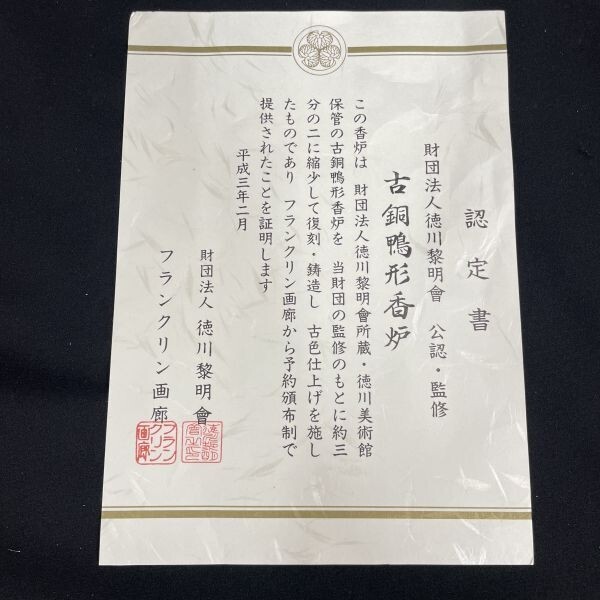 認定書
財団法人徳川黎明會　公認・監修
古銅鴨形香炉
この香炉は　財団法人徳川黎明會所蔵・徳川美術館
保管の古銅鴨形香炉を　当財団の監修のもとに約三
分の二に縮少して復刻・鋳造し　古色仕上げを施し
たものであり　フランクリン画廊から予約頒布制で
提供されたことを証明します
平成三年二月
財団法人　徳川黎明會
フランクリン画廊
フラン
クリン
画廊